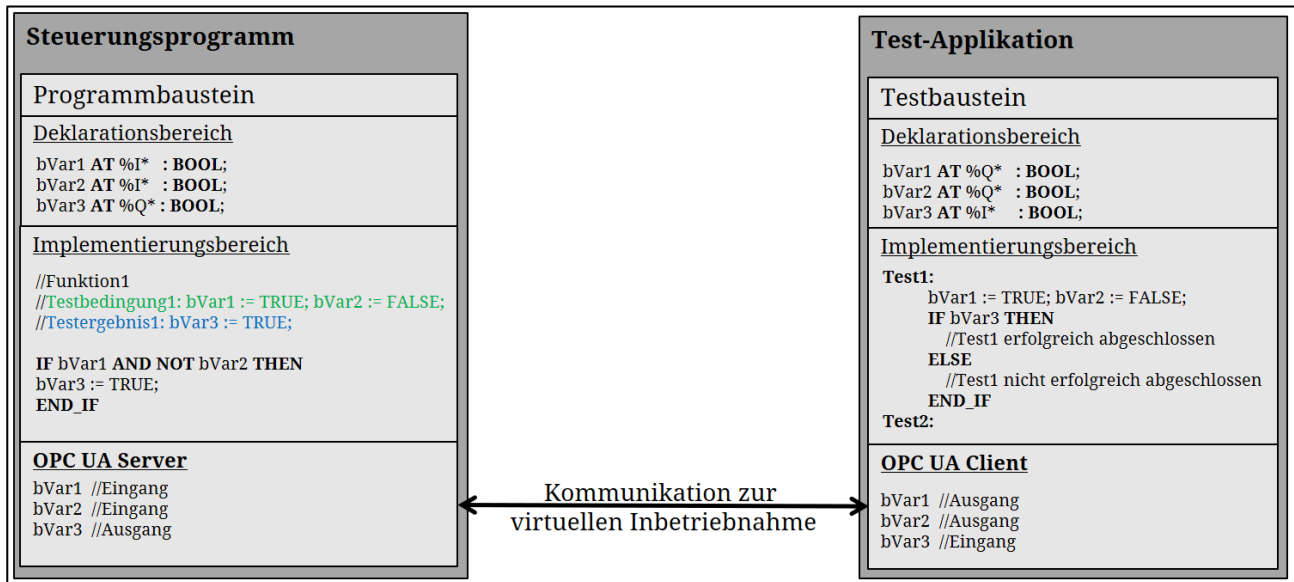 Steuerungsprogramm
Programmbaustein
Deklarationsbereich
bVar1 AT %I* : BOOL;
bVar2 AT %I* : BOOL;
bVar3 AT %Q* : BOOL;
Implementierungsbereich
//Funktion1
//Testbedingung1: bVar1 := TRUE; bVar2 := FALSE;
//Testergebnis1: bVar3 := TRUE;
IF bVar1 AND NOT bVar2 THEN
bVar3 := TRUE;
END_IF
OPC UA Server
bVar1 //Eingang
bVar2 //Eingang
bVar3 //Ausgang
Kommunikation zur
virtuellen Inbetriebnahme
Test-Applikation
Testbaustein
Deklarationsbereich
bVar1 AT %Q* : BOOL;
bVar2 AT %Q* : BOOL;
bVar3 AT %I* : BOOL;
Implementierungsbereich
Test1:
bVar1 := TRUE; bVar2 := FALSE;
IF bVar3 THEN
//Test1 erfolgreich abgeschlossen
ELSE
//Test1 nicht erfolgreich abgeschlossen
END_IF
Test2:
OPC UA Client
bVar1 //Ausgang
bVar2 //Ausgang
bVar3 //Eingang